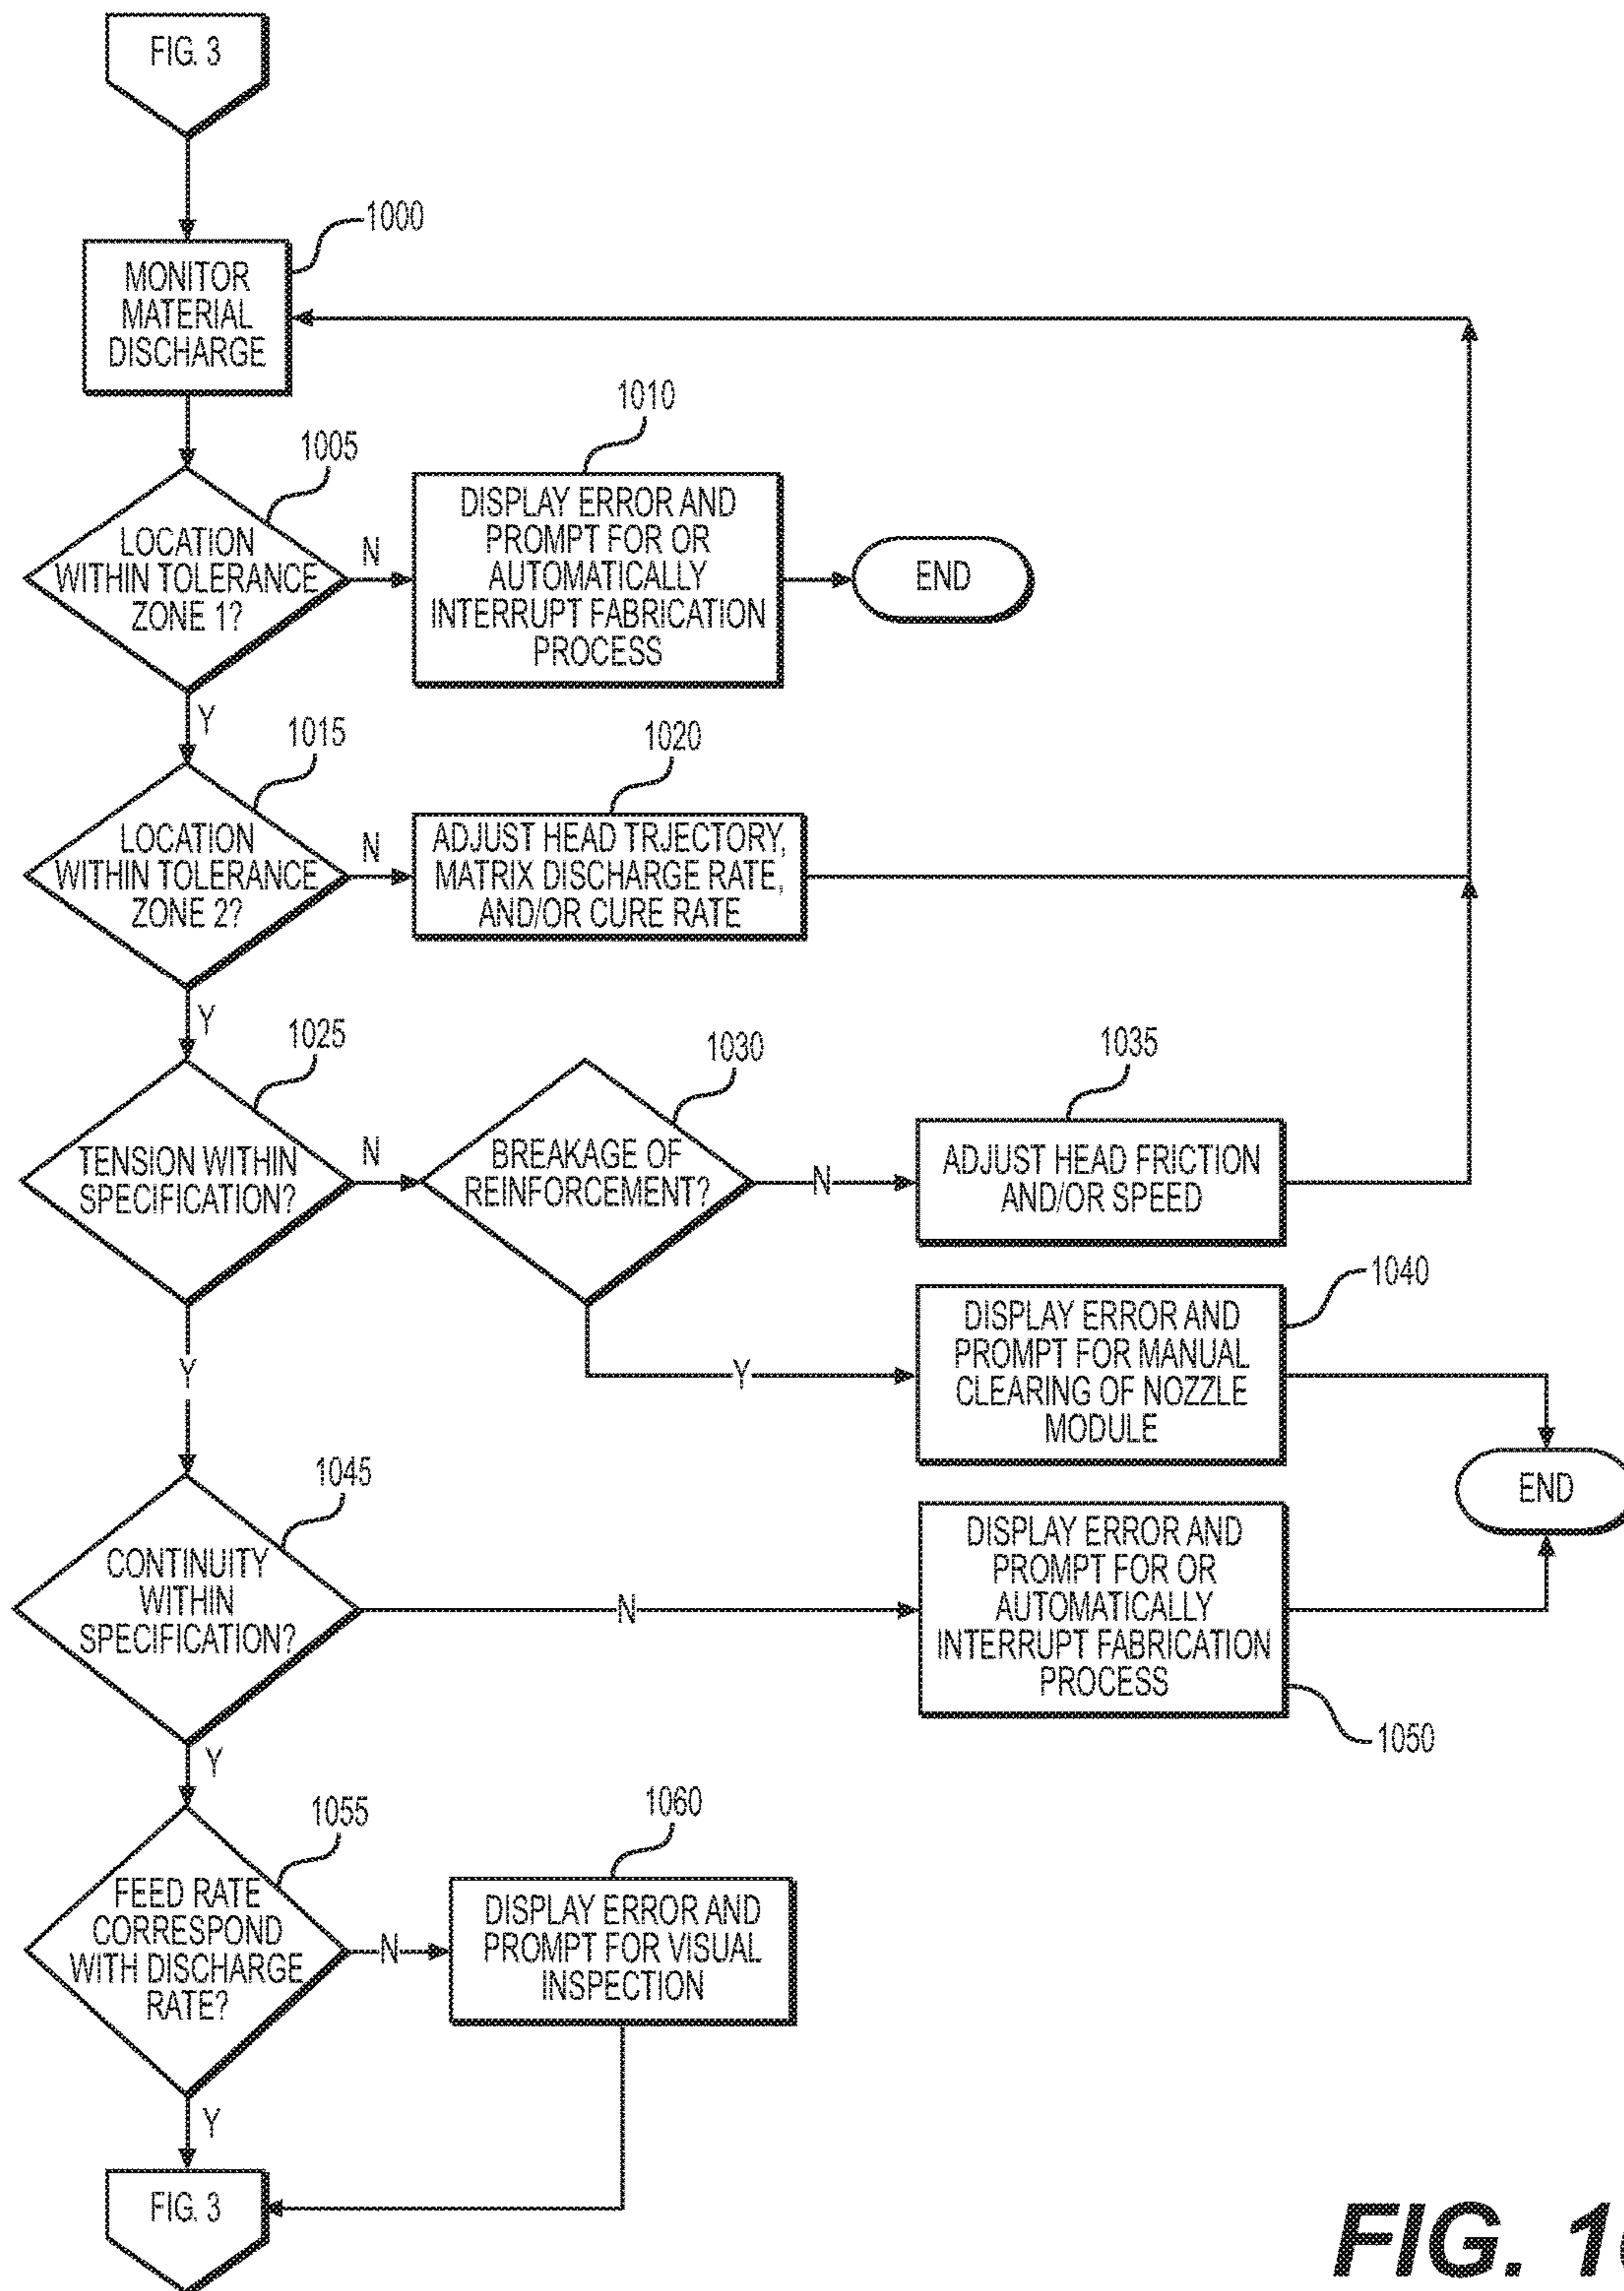 FIG. 3
1000
MONITOR
MATERIAL
DISCHARGE
1005
LOCATION
WITHIN TOLERANCE
ZONE 1?
N
Y
1010
DISPLAY ERROR AND
PROMPT FOR OR
AUTOMATICALLY
INTERRUPT FABRICATION
PROCESS
END
1015
LOCATION
WITHIN TOLERANCE
ZONE 2?
N
Y
1020
ADJUST HEAD TRJECTORY,
MATRIX DISCHARGE RATE,
AND/OR CURE RATE
1025
TENSION WITHIN
SPECIFICATION?
N
Y
1030
BREAKAGE OF
REINFORCEMENT?
N
Y
1035
ADJUST HEAD FRICTION
AND/OR SPEED
1040
DISPLAY ERROR AND
PROMPT FOR MANUAL
CLEARING OF NOZZLE
MODULE
END
1045
CONTINUITY
WITHIN
SPECIFICATION?
N
Y
DISPLAY ERROR AND
PROMPT FOR OR
AUTOMATICALLY
INTERRUPT FABRICATION
PROCESS
1050
1055
FEED RATE
CORRESPOND
WITH DISCHARGE
RATE?
N
Y
1060
DISPLAY ERROR AND
PROMPT FOR VISUAL
INSPECTION
FIG. 3
FIG.